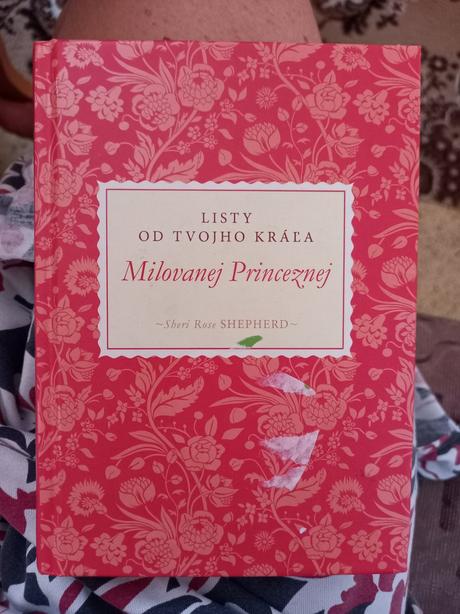 LISTY
OD TVOJHO KRÁĽA
Milovanej Princeznej
~Sheri Rose SHEPHERD~